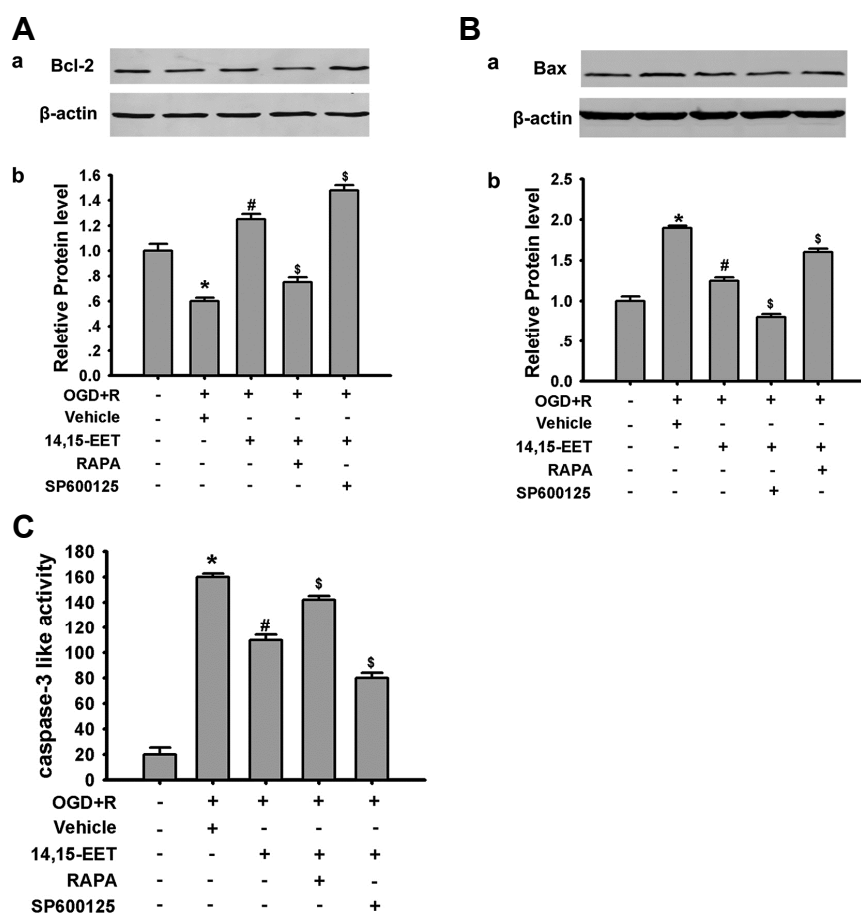 A
a
Bcl-2
β-actin
b
Reletive Protein level
1.6
1.4
1.2
1.0
.8
.6
.4
.2
0.0
* # $ $
OGD+R - + + + +
Vehicle - + - - -
14,15-EET - - + + +
RAPA - - - + -
SP600125 - - - - +
B
a
Bax
β-actin
b
Reletive Protein level
2.5
2.0
1.5
1.0
.5
0.0
* # $ $
OGD+R - + + + +
Vehicle - + - - -
14,15-EET - - + + +
RAPA - - - - +
SP600125 - - - + -
C
caspase-3 like activity
180
160
140
120
100
80
60
40
20
0
* # $ $
OGD+R - + + + +
Vehicle - + - - -
14,15-EET - - + + +
RAPA - - - + -
SP600125 - - - - +